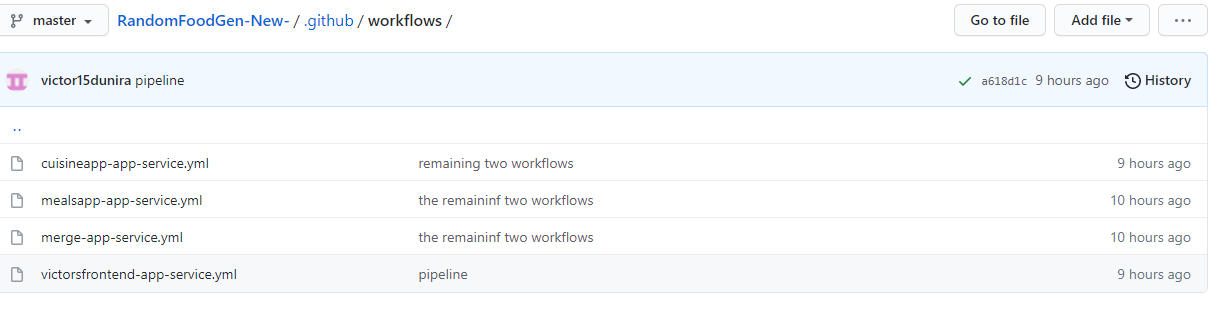 master RandomFoodGen-New- / .github / workflows / Go to file Add file ...
victor15dunira pipeline a618d1c 9 hours ago History
..
cuisineapp-app-service.yml remaining two workflows 9 hours ago
mealsapp-app-service.yml the remaininf two workflows 10 hours ago
merge-app-service.yml the remaininf two workflows 10 hours ago
victorsfrontend-app-service.yml pipeline 9 hours ago